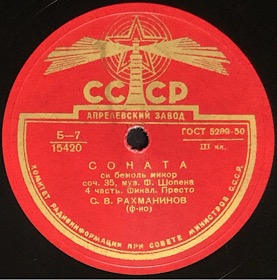 СССР
АПРЕЛЕВСКИЙ ЗАВОД
Б—7
15420
ГОСТ 5289-50
III кл.
СОНАТА
си бемоль минор
соч. 35, муз. Ф. Шопена
4 часть. Финал. Престо
С. В. РАХМАНИНОВ
(ф-но)
КОМИТЕТ РАДИОИНФОРМАЦИИ ПРИ СОВЕТЕ МИНИСТРОВ СССР